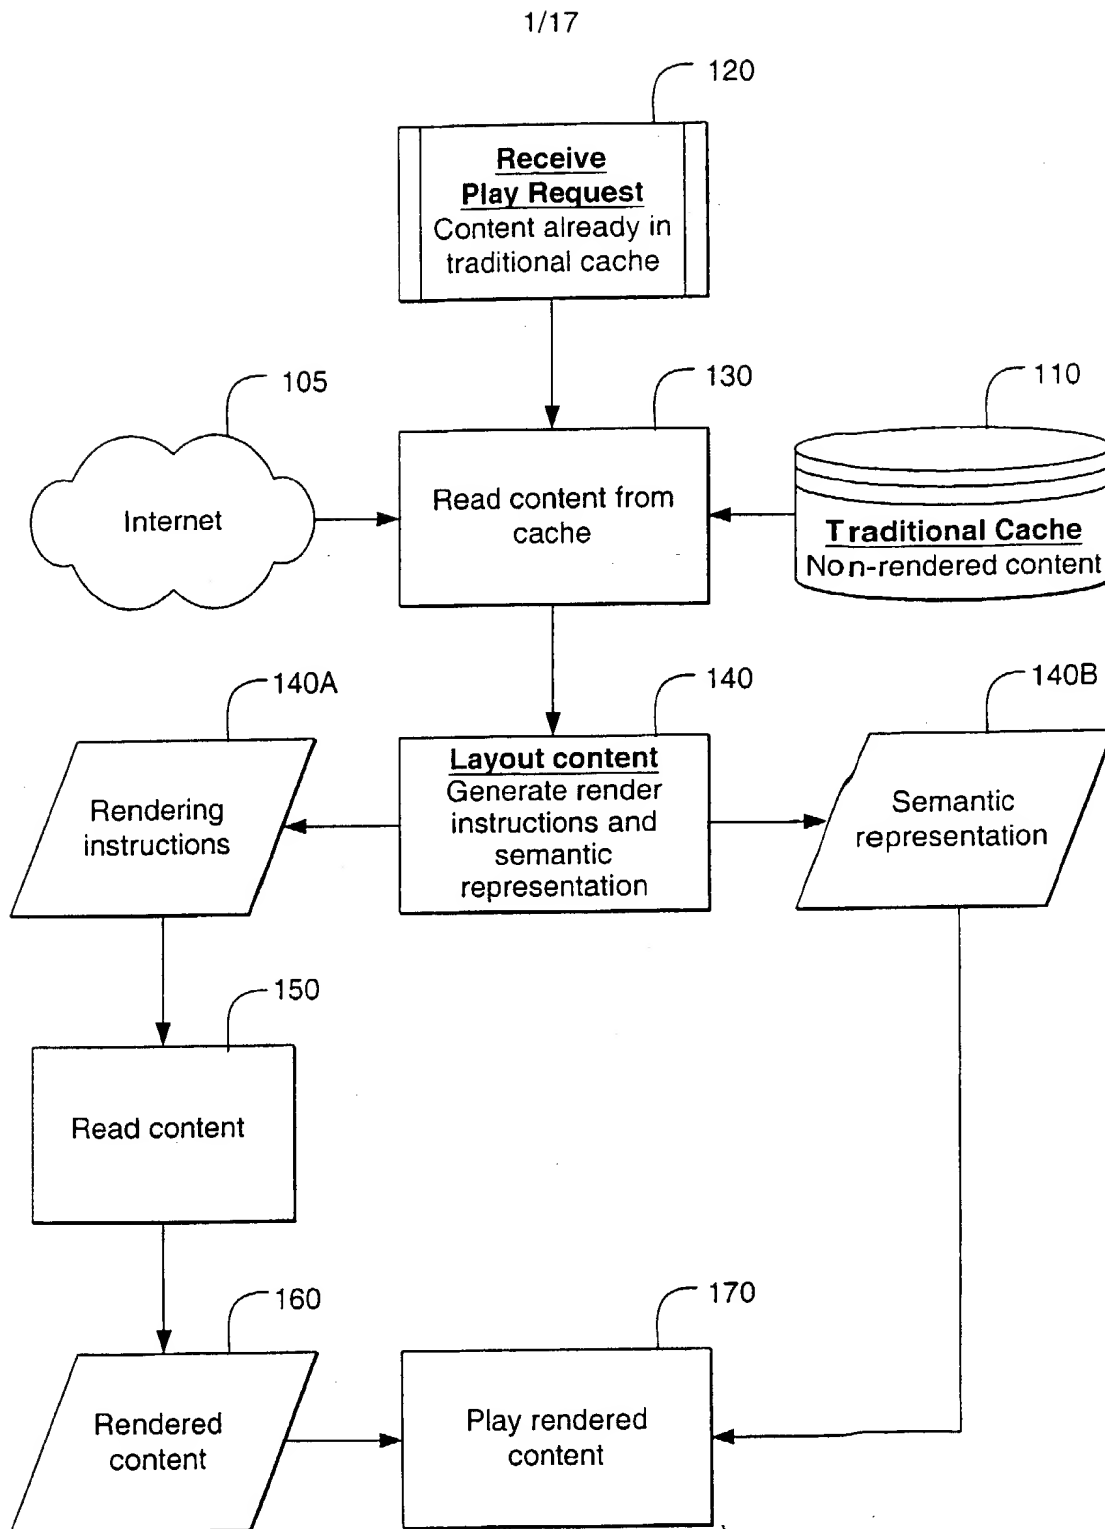 1/17
120
Receive
Play Request
Content already in
traditional cache
105
130
110
Internet
Read content from
cache
Traditional Cache
Non-rendered content
140A
140
140B
Rendering
instructions
Layout content
Generate render
instructions and
semantic
representation
Semantic
representation
150
Read content
160
170
Rendered
content
Play rendered
content